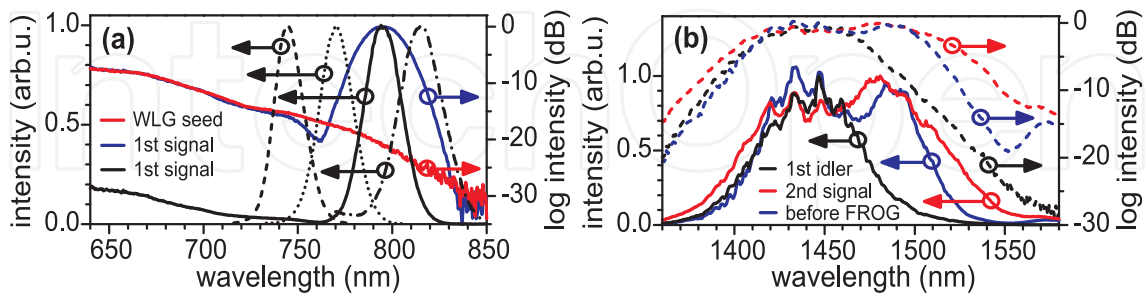 (a)
intensity (arb.u.)
1.0
0.5
0.0
WLG seed
1st signal
1st signal
650
700
750
800
850
wavelength (nm)
0
-10
-20
-30
log intensity (dB)
(b)
intensity (arb.u.)
1.0
0.5
0.0
1st idler
2nd signal
before FROG
1400
1450
1500
1550
wavelength (nm)
0
-10
-20
-30
log intensity (dB)